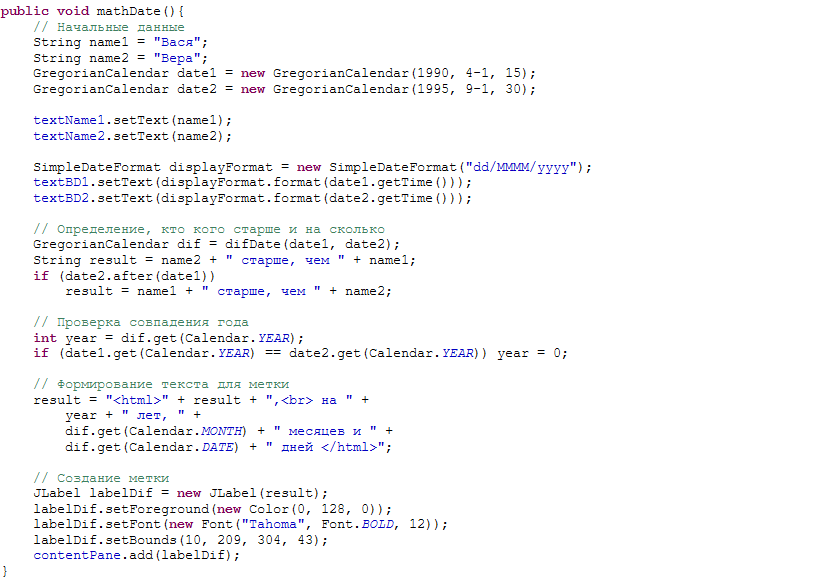 public void mathDate(){
// Начальные данные
String name1 = "Вася";
String name2 = "Вера";
GregorianCalendar date1 = new GregorianCalendar(1990, 4-1, 15);
GregorianCalendar date2 = new GregorianCalendar(1995, 9-1, 30);
textName1.setText(name1);
textName2.setText(name2);
SimpleDateFormat displayFormat = new SimpleDateFormat("dd/MMMM/yyyy");
textBD1.setText(displayFormat.format(date1.getTime()));
textBD2.setText(displayFormat.format(date2.getTime()));
// Определение, кто кого старше и на сколько
GregorianCalendar dif = difDate(date1, date2);
String result = name2 + " старше, чем " + name1;
if (date2.after(date1))
result = name1 + " старше, чем " + name2;
// Проверка совпадения года
int year = dif.get(Calendar.YEAR);
if (date1.get(Calendar.YEAR) == date2.get(Calendar.YEAR)) year = 0;
// Формирование текста для метки
result = "<html>" + result + ",<br> на " +
year + " лет, " +
dif.get(Calendar.MONTH) + " месяцев и " +
dif.get(Calendar.DATE) + " дней </html>";
// Создание метки
JLabel labelDif = new JLabel(result);
labelDif.setForeground(new Color(0, 128, 0));
labelDif.setFont(new Font("Tahoma", Font.BOLD, 12));
labelDif.setBounds(10, 209, 304, 43);
contentPane.add(labelDif);
}